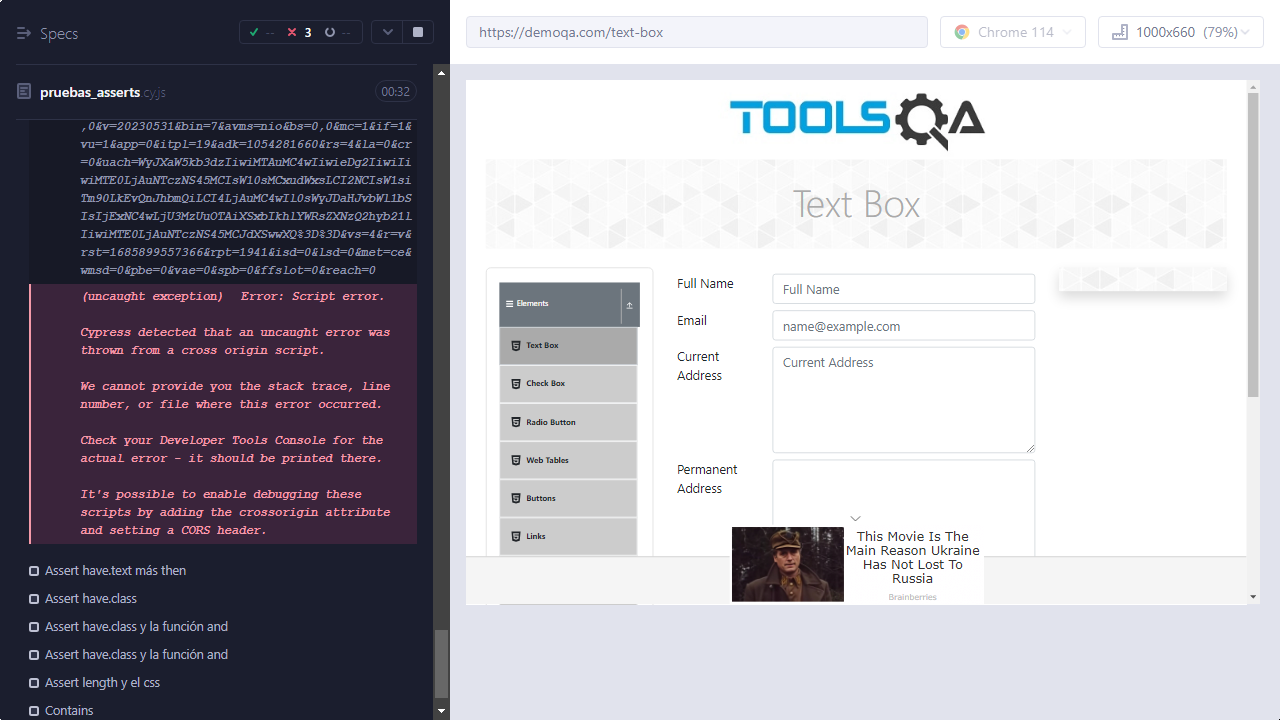 Specs
-- 3 --
pruebas_asserts.cy.js
00:32
,0&v=20230531&bin=7&avms=nio&bs=0,0&mc=1&if=1&
vu=1&app=0&itpl=19&adk=1054281660&rs=4&la=0&cr
=0&uach=WyJXaW5kb3dzIiwiMTAuMC4wIiwieDg2IiwiIi
wiMTE0LjAuNTczNS45MCIsW10sMCxudWxsLCI2NCIsW1si
Tm90LkEvQnJhbmQiLCI4LjAuMC4wIl0sWyJDaHJvbWl1bS
IsIjExNC4wLjU3MzUuOTAiXSxbIkhlYWRsZXNzQ2hyb21l
IiwiMTE0LjAuNTczNS45MCJdXSwwXQ%3D%3D&vs=4&r=v&
rst=1685899557366&rpt=1941&isd=0&lsd=0&met=ce&
wmsd=0&pbe=0&vae=0&spb=0&ffslot=0&reach=0
(uncaught exception) Error: Script error.
Cypress detected that an uncaught error was
thrown from a cross origin script.
We cannot provide you the stack trace, line
number, or file where this error occurred.
Check your Developer Tools Console for the
actual error - it should be printed there.
It's possible to enable debugging these
scripts by adding the crossorigin attribute
and setting a CORS header.
Assert have.text más then
Assert have.class
Assert have.class y la función and
Assert have.class y la función and
Assert length y el css
Contains
https://demoqa.com/text-box
Chrome 114
1000x660 (79%)
TOOLSQA
Text Box
Elements
Text Box
Check Box
Radio Button
Web Tables
Buttons
Links
Full Name
Full Name
Email
name@example.com
Current
Address
Current Address
Permanent
Address
This Movie Is The
Main Reason Ukraine
Has Not Lost To
Russia
Brainberries